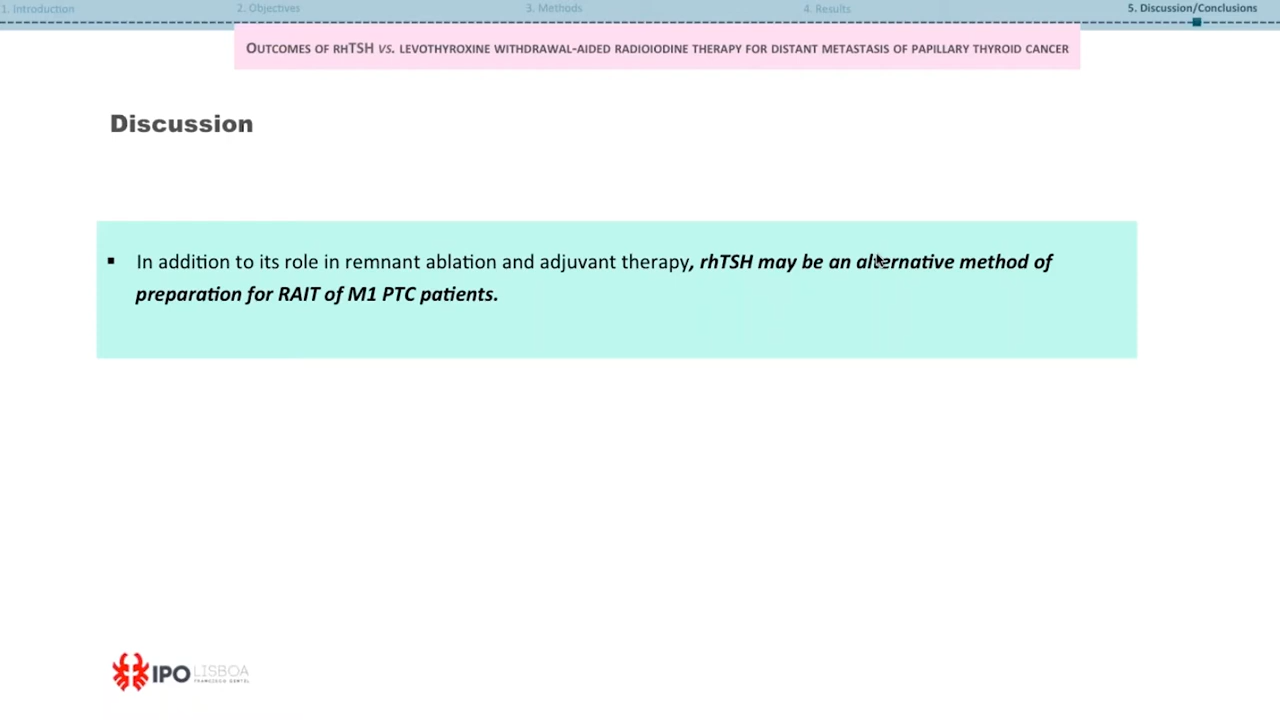 1. Introduction
2. Objectives
3. Methods
4. Results
5. Discussion/Conclusions
OUTCOMES OF RHTSH VS. LEVOTHYROXINE WITHDRAWAL-AIDED RADIOIODINE THERAPY FOR DISTANT METASTASIS OF PAPILLARY THYROID CANCER
Discussion
▪ In addition to its role in remnant ablation and adjuvant therapy, rhTSH may be an alternative method of
preparation for RAIT of M1 PTC patients.
IPO LISBOA
FRANCISCO GENTIL